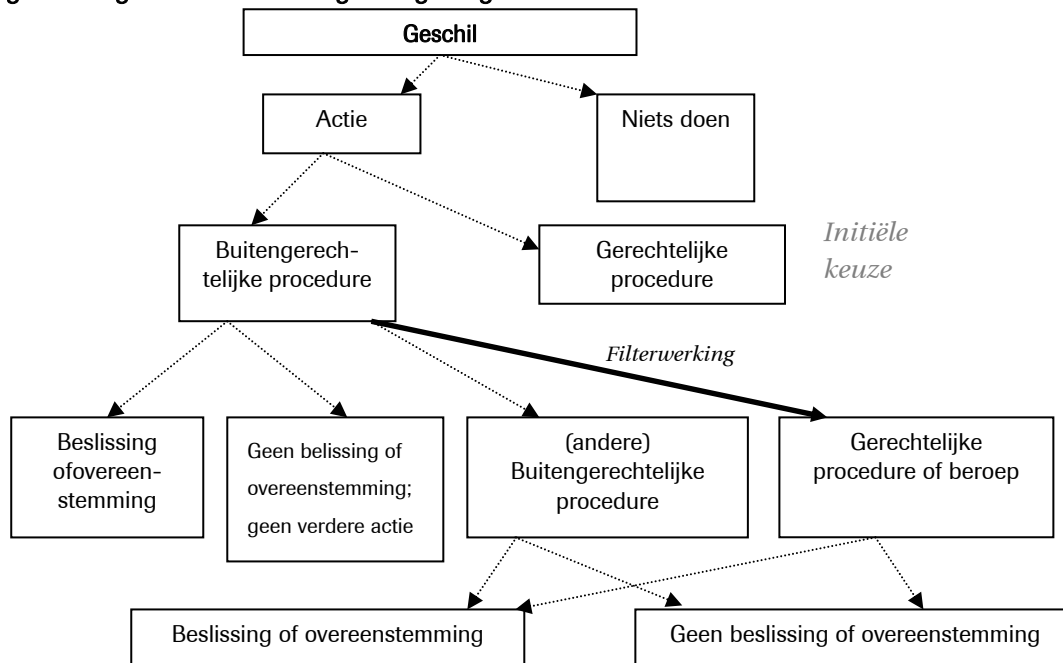 Geschil
Actie
Niets doen
Buitengerech-
telijke procedure
Gerechtelijke
procedure
Initiële
keuze
Filterwerking
Beslissing
ofovereen-
stemming
Geen belissing of
overeenstemming;
geen verdere actie
(andere)
Buitengerechtelijke
procedure
Gerechtelijke
procedure of beroep
Beslissing of overeenstemming
Geen beslissing of overeenstemming